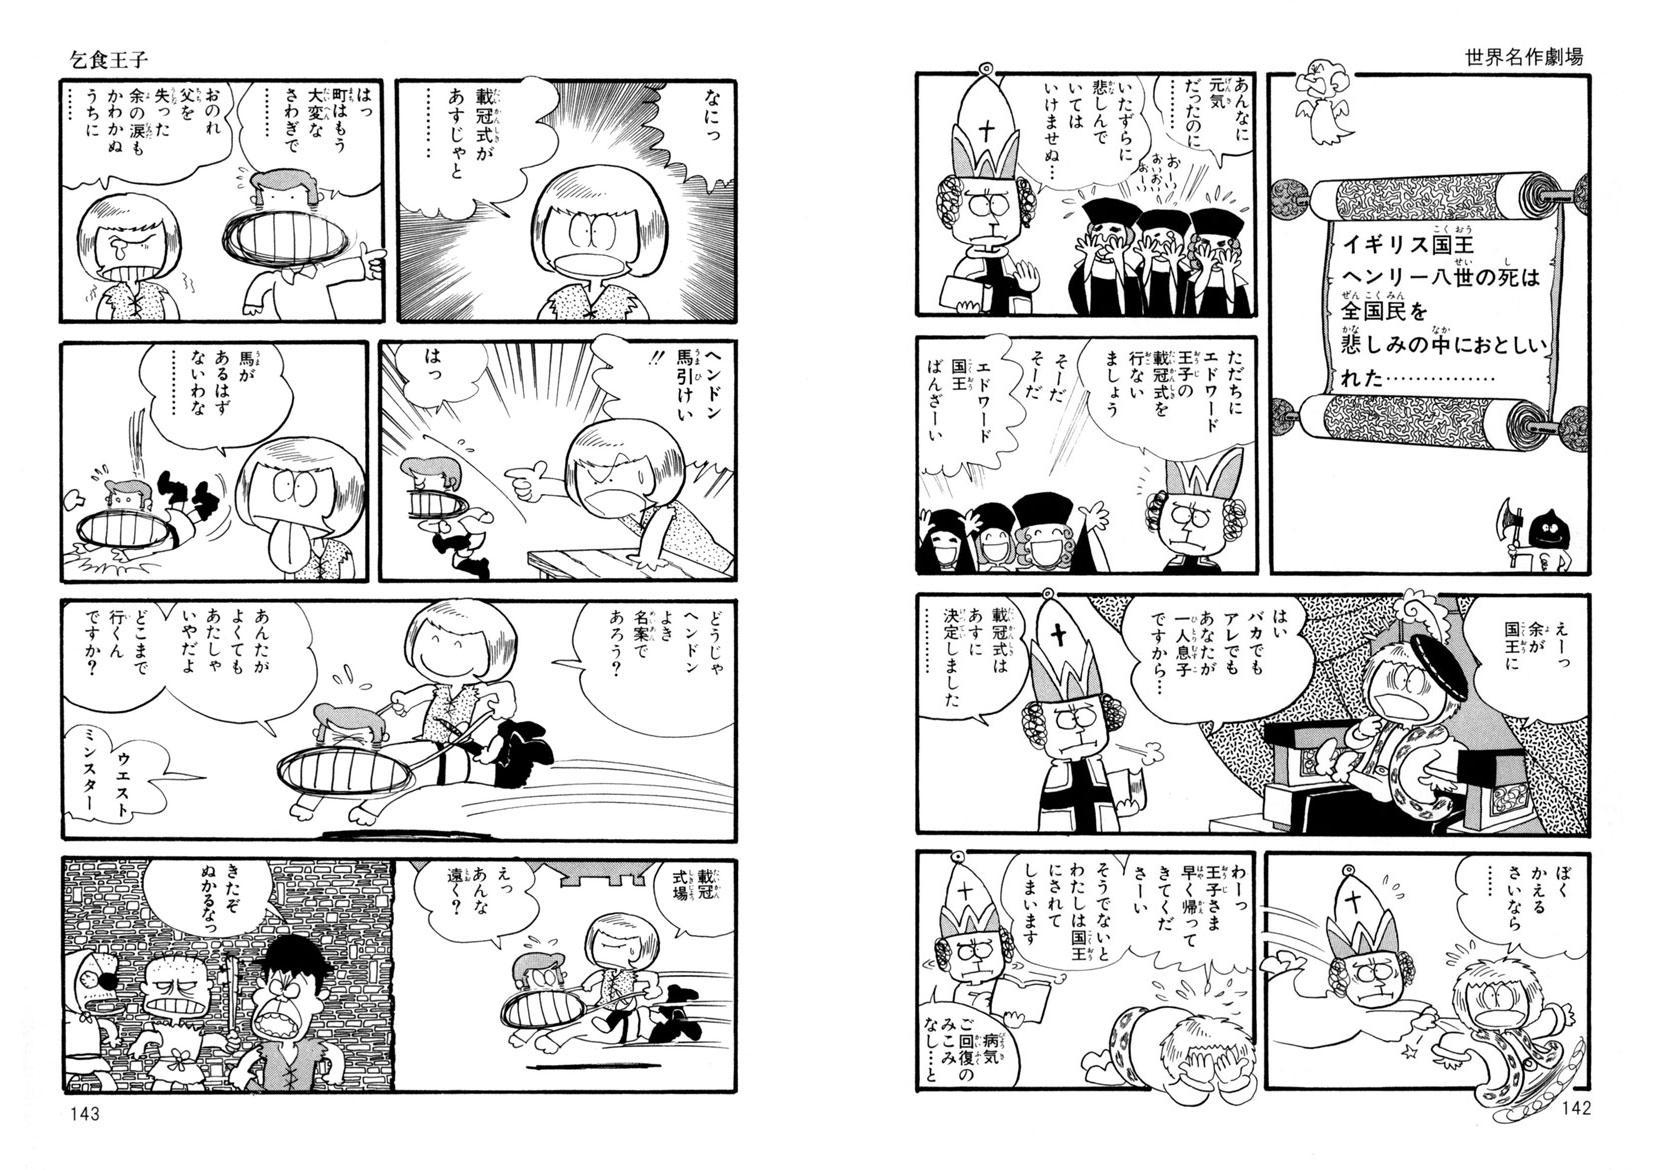 世界名作劇場
イギリス国王
ヘンリー八世の死は
全国民を
悲しみの中におとしい
れた……………
あんなに
元気
だったのに
………
おーい
おいおい
おーい
いたずらに
悲しんで
いては
いけませぬ…
ただちに
エドワード
王子の
載冠式を
行ない
ましょう
そーだ
そーだ
エドワード
国王
ばんざーい
えーっ
余が
国王に
はい
バカでも
アレでも
あなたが
一人息子
ですから…
載冠式は
あすに
決定しました
………
ぼく
かえる
さいなら
……
わーっ
王子さま
早く帰って
きてくだ
さーい
そうでないと
わたしは国王
にされて
しまいます
病気
ご回復の
みこみ
なし…と
142
乞食王子
なにっ
載冠式が
あすじゃと
………
はっ
町はもう
大変な
さわぎで
………
おのれ
父を
失った
余の涙も
かわかぬ
うちに
……
ヘンドン
馬引けい
!!
はっ
馬が
あるはず
ないわな
………
どうじゃ
ヘンドン
よき
名案で
あろう?
あんたが
よくても
あたしゃ
いやだよ
どこまで
行くん
ですか?
ウエスト
ミンスター
載冠
式場
えっ
あんな
遠く?
きたぞ
ぬかるなっ
143